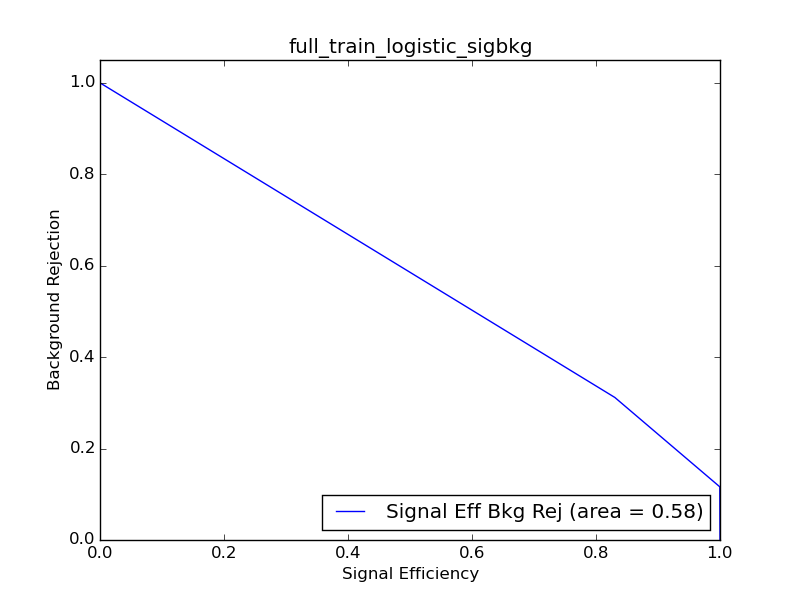 full_train_logistic_sigbkg
Background Rejection
1.0
0.8
0.6
0.4
0.2
0.0
Signal Eff Bkg Rej (area = 0.58)
0.0 0.2 0.4 0.6 0.8 1.0
Signal Efficiency